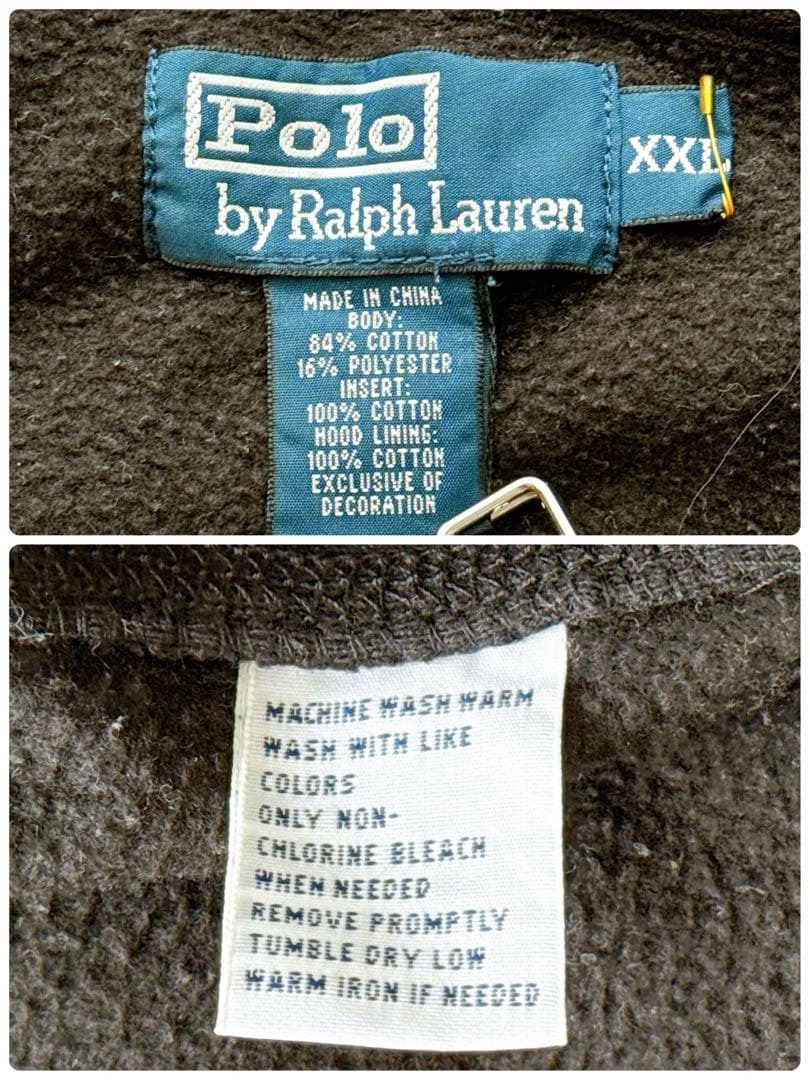 Polo
by Ralph Lauren
XXL
MADE IN CHINA
BODY:
84% COTTON
16% POLYESTER
INSERT:
100% COTTON
HOOD LINING:
100% COTTON
EXCLUSIVE OF
DECORATION
MACHINE WASH WARM
WASH WITH LIKE
COLORS
ONLY NON-
CHLORINE BLEACH
WHEN NEEDED
REMOVE PROMPTLY
TUMBLE DRY LOW
WARM IRON IF NEEDED